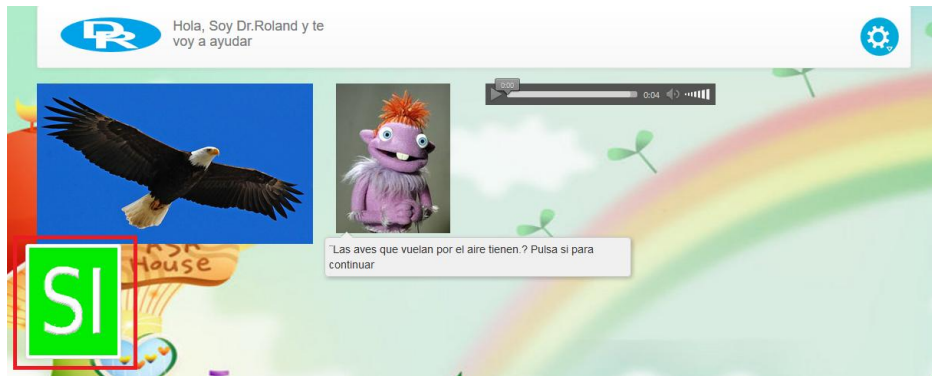 DR
Hola, Soy Dr.Roland y te
voy a ayudar
0:00
0:04
¨Las aves que vuelan por el aire tienen.? Pulsa si para
continuar
House
SI